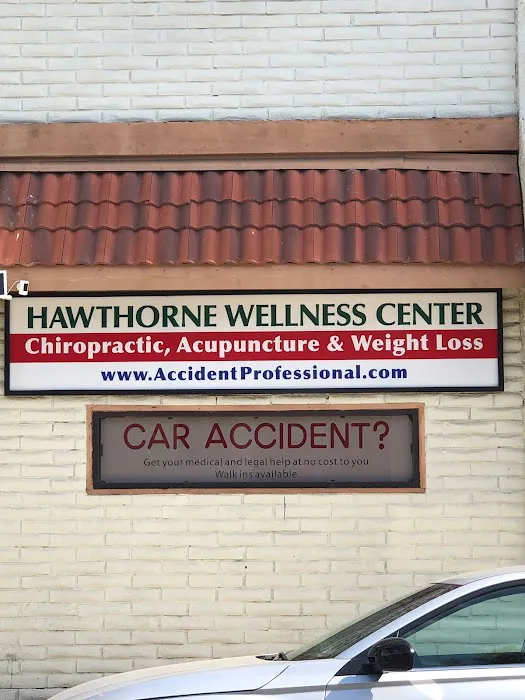 HAWTHORNE WELLNESS CENTER
Chiropractic, Acupuncture & Weight Loss
www.AccidentProfessional.com
CAR ACCIDENT?
Get your medical and legal help at no cost to you
Walk ins available